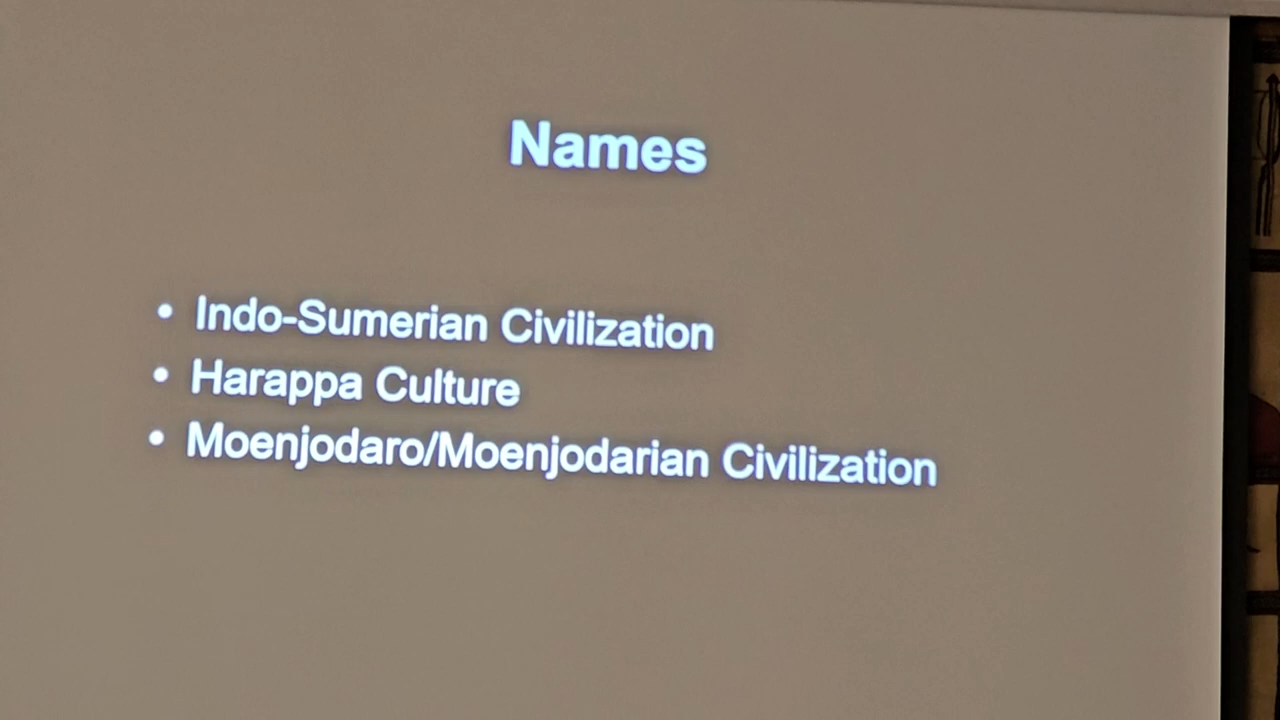 Names
• Indo-Sumerian Civilization
• Harappa Culture
• Moenjodaro/Moenjodarian Civilization